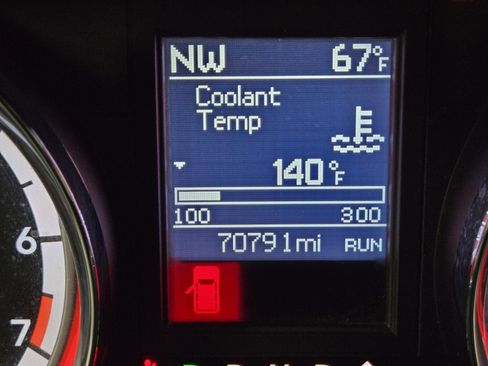 NW 67°F
Coolant
Temp
140°F
100 300
70791mi RUN
6
7